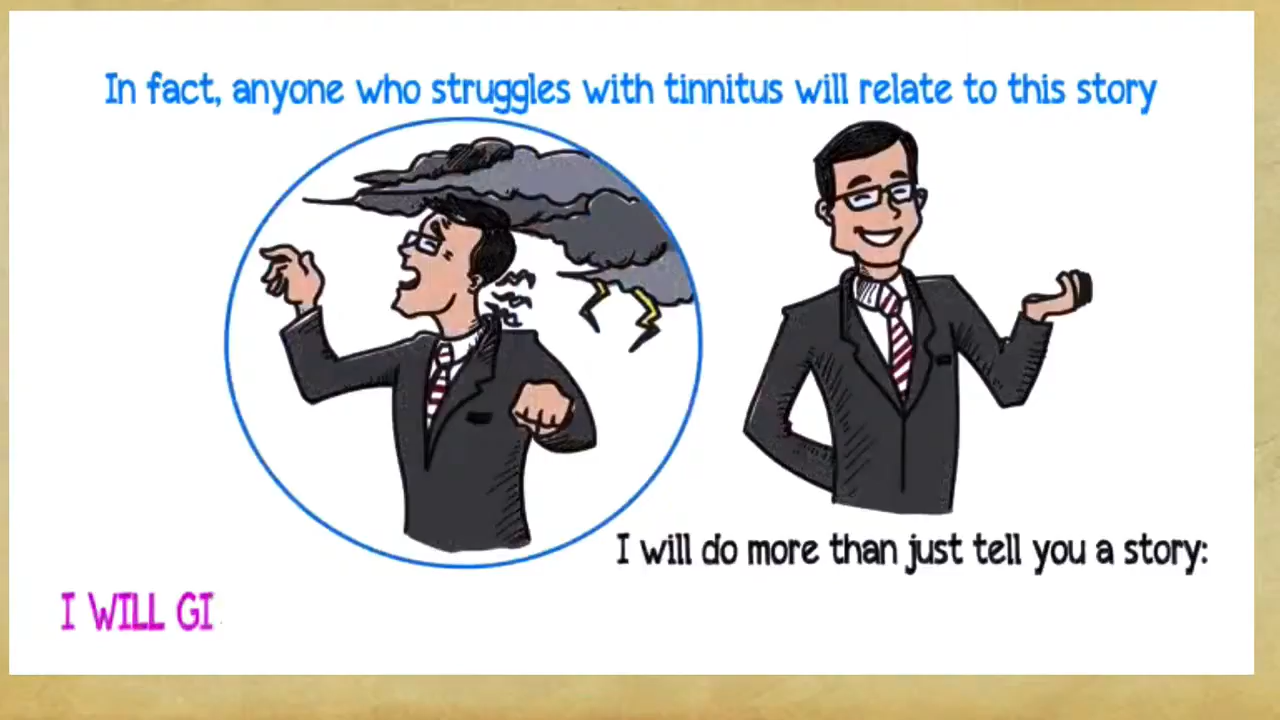 In fact, anyone who struggles with tinnitus will relate to this story
I will do more than just tell you a story:
I WILL GI